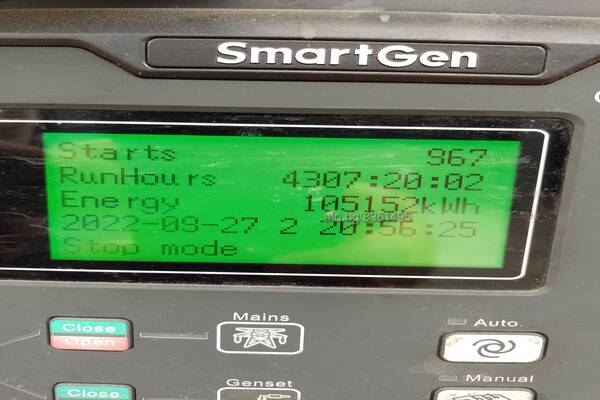 SmartGen
Starts 967
RunHours 4307:20:02
Energy 105152kWh
2022-09-27 2 20:56:25
Stop mode
Mains
Close
Open
Auto
Genset
Close
Manual